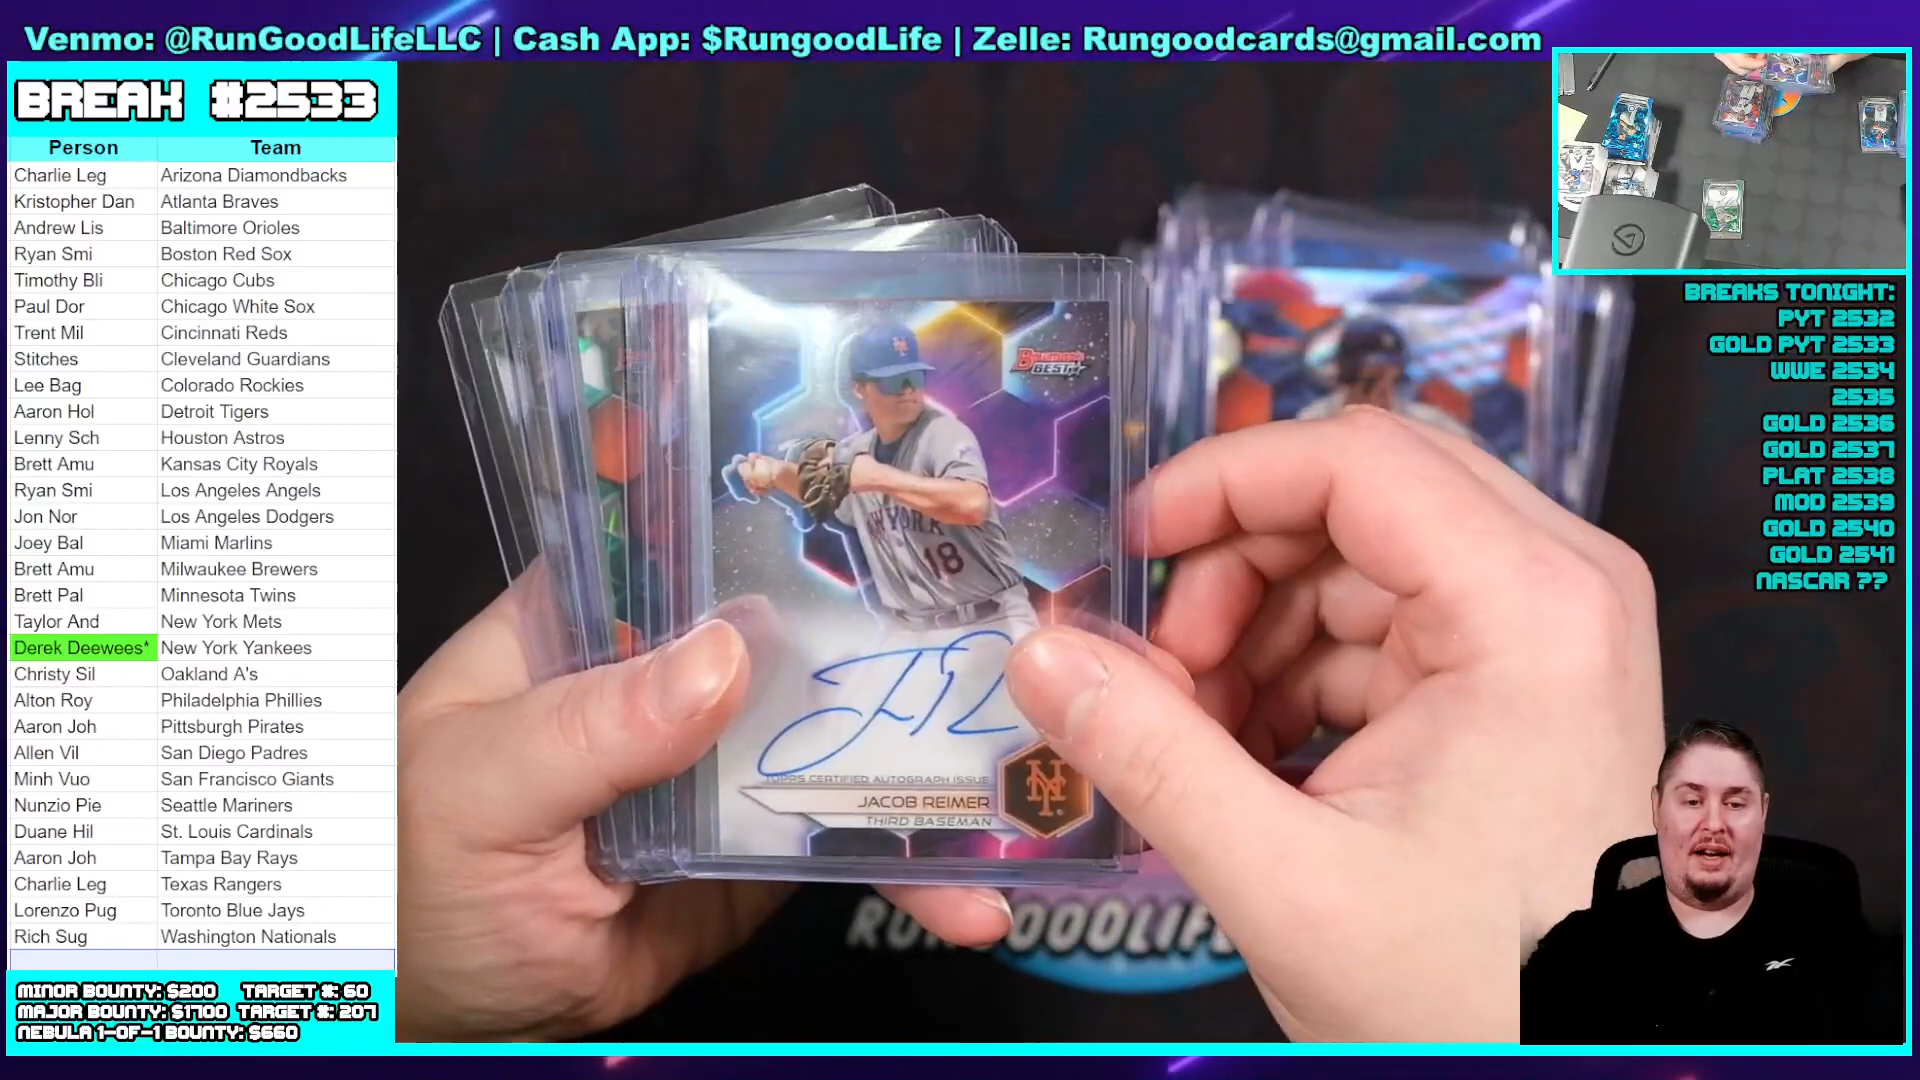 Venmo: @RunGoodLifeLLC | Cash App: $RungoodLife | Zelle: Rungoodcards@gmail.com
BREAK #2533
Person Team
Charlie Leg Arizona Diamondbacks
Kristopher Dan Atlanta Braves
Andrew Lis Baltimore Orioles
Ryan Smi Boston Red Sox
Timothy Bli Chicago Cubs
Paul Dor Chicago White Sox
Trent Mil Cincinnati Reds
Stitches Cleveland Guardians
Lee Bag Colorado Rockies
Aaron Hol Detroit Tigers
Lenny Sch Houston Astros
Brett Amu Kansas City Royals
Ryan Smi Los Angeles Angels
Jon Nor Los Angeles Dodgers
Joey Bal Miami Marlins
Brett Amu Milwaukee Brewers
Brett Pal Minnesota Twins
Taylor And New York Mets
Derek Deewees* New York Yankees
Christy Sil Oakland A's
Alton Roy Philadelphia Phillies
Aaron Joh Pittsburgh Pirates
Allen Vil San Diego Padres
Minh Vuo San Francisco Giants
Nunzio Pie Seattle Mariners
Duane Hil St. Louis Cardinals
Aaron Joh Tampa Bay Rays
Charlie Leg Texas Rangers
Lorenzo Pug Toronto Blue Jays
Rich Sug Washington Nationals
MINOR BOUNTY: $200 TARGET #: 60
MAJOR BOUNTY: $1700 TARGET #: 207
NEBULA 1-OF-1 BOUNTY: $660
Bowman's
BEST
YORK
18
TOPPS CERTIFIED AUTOGRAPH ISSUE
JACOB REIMER
THIRD BASEMAN
NY
RUNGOODLIFE
BREAKS TONIGHT:
PYT 2532
GOLD PYT 2533
WWE 2534
2535
GOLD 2536
GOLD 2537
PLAT 2538
MOD 2539
GOLD 2540
GOLD 2541
NASCAR ??